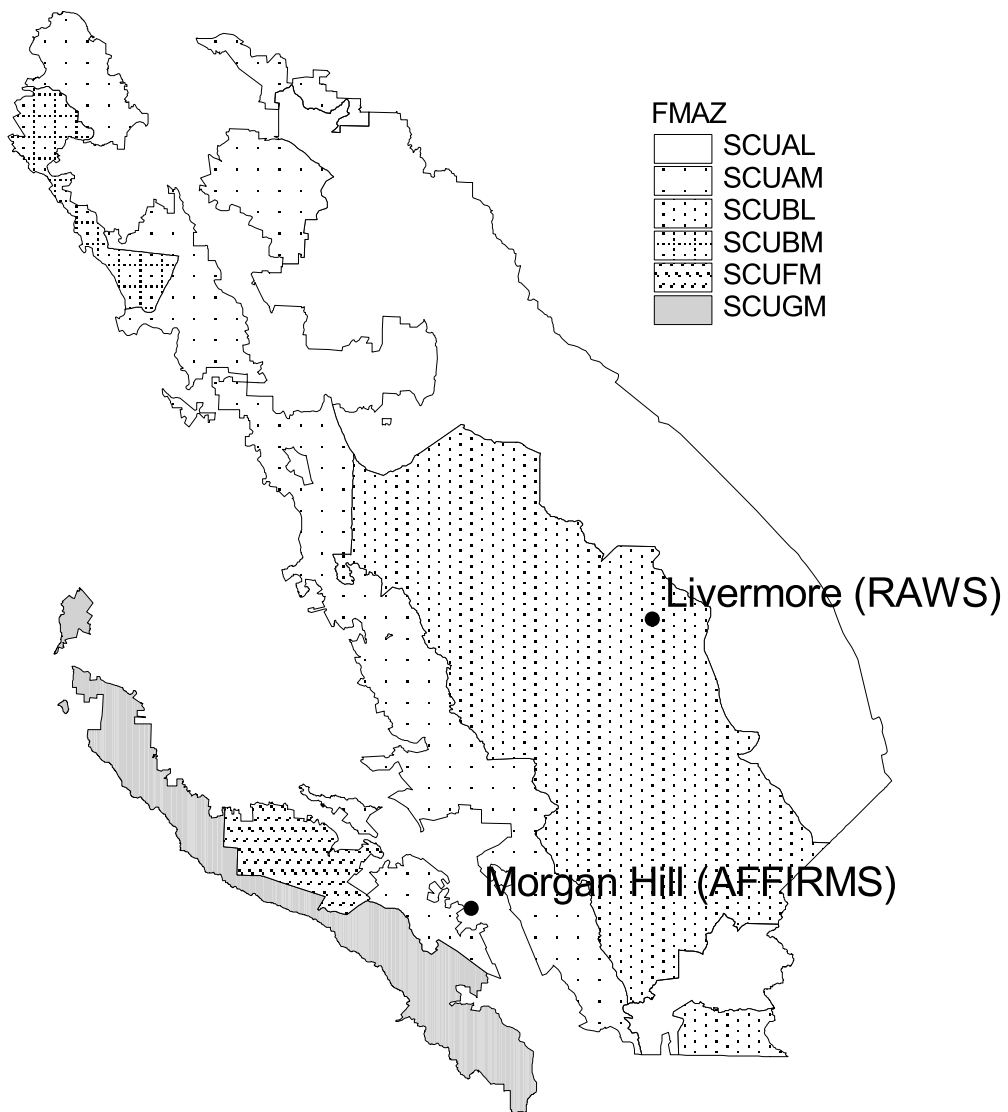 FMAZ
SCUAL
SCUAM
SCUBL
SCUBM
SCUFM
SCUGM
Livermore (RAWS)
Morgan Hill (AFFIRMS)